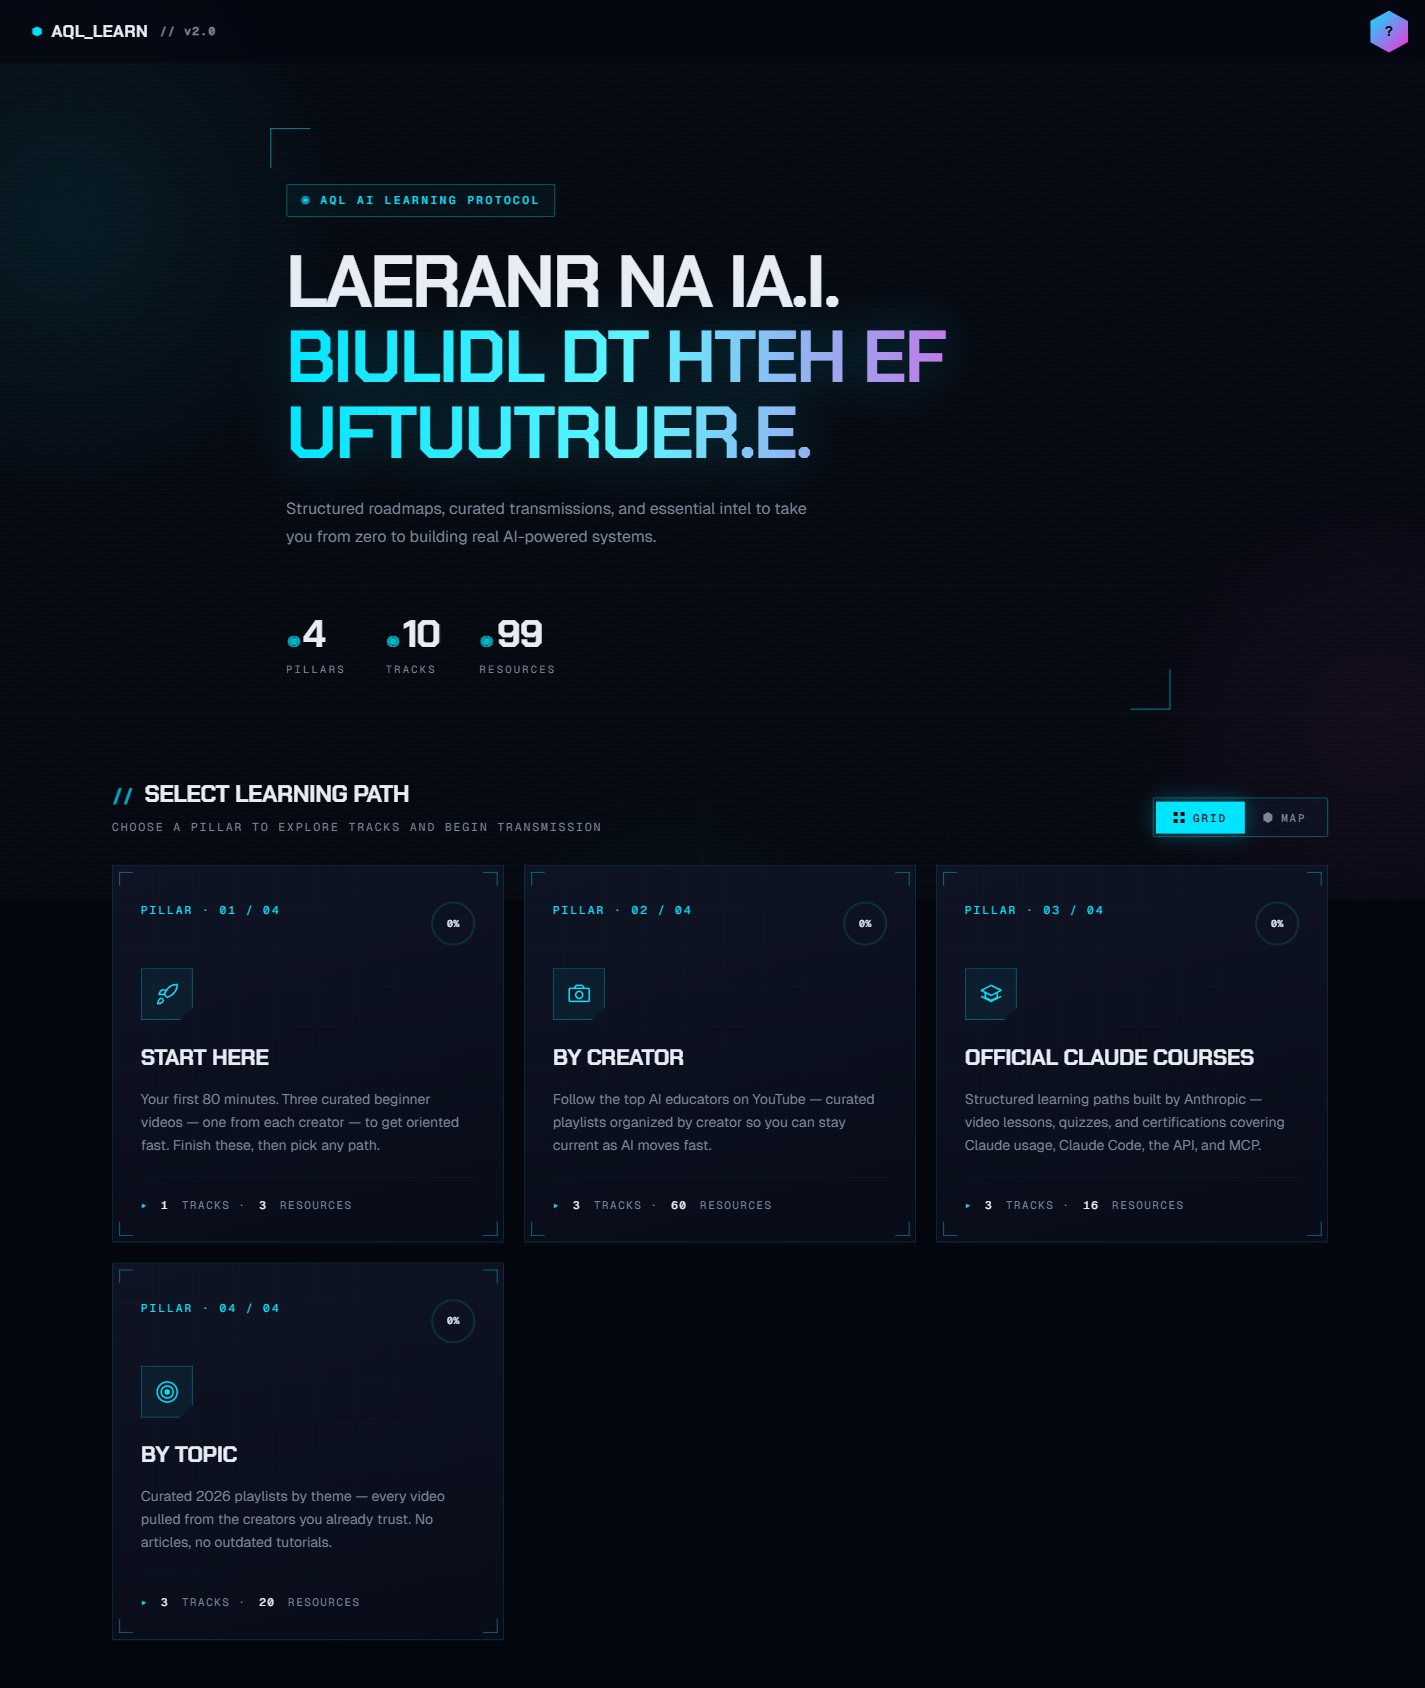 AQL_LEARN // v2.0
?
AQL AI LEARNING PROTOCOL
LAERANR NA IA.I.
BIULIDL DT HTEH EF
UFTUUTRUER.E.
Structured roadmaps, curated transmissions, and essential intel to take
you from zero to building real AI-powered systems.
4 10 99
PILLARS TRACKS RESOURCES
// SELECT LEARNING PATH
CHOOSE A PILLAR TO EXPLORE TRACKS AND BEGIN TRANSMISSION
GRID MAP
PILLAR · 01 / 04
0%
START HERE
Your first 80 minutes. Three curated beginner
videos — one from each creator — to get oriented
fast. Finish these, then pick any path.
▸ 1 TRACKS · 3 RESOURCES
PILLAR · 02 / 04
0%
BY CREATOR
Follow the top AI educators on YouTube — curated
playlists organized by creator so you can stay
current as AI moves fast.
▸ 3 TRACKS · 60 RESOURCES
PILLAR · 03 / 04
0%
OFFICIAL CLAUDE COURSES
Structured learning paths built by Anthropic —
video lessons, quizzes, and certifications covering
Claude usage, Claude Code, the API, and MCP.
▸ 3 TRACKS · 16 RESOURCES
PILLAR · 04 / 04
0%
BY TOPIC
Curated 2026 playlists by theme — every video
pulled from the creators you already trust. No
articles, no outdated tutorials.
▸ 3 TRACKS · 20 RESOURCES